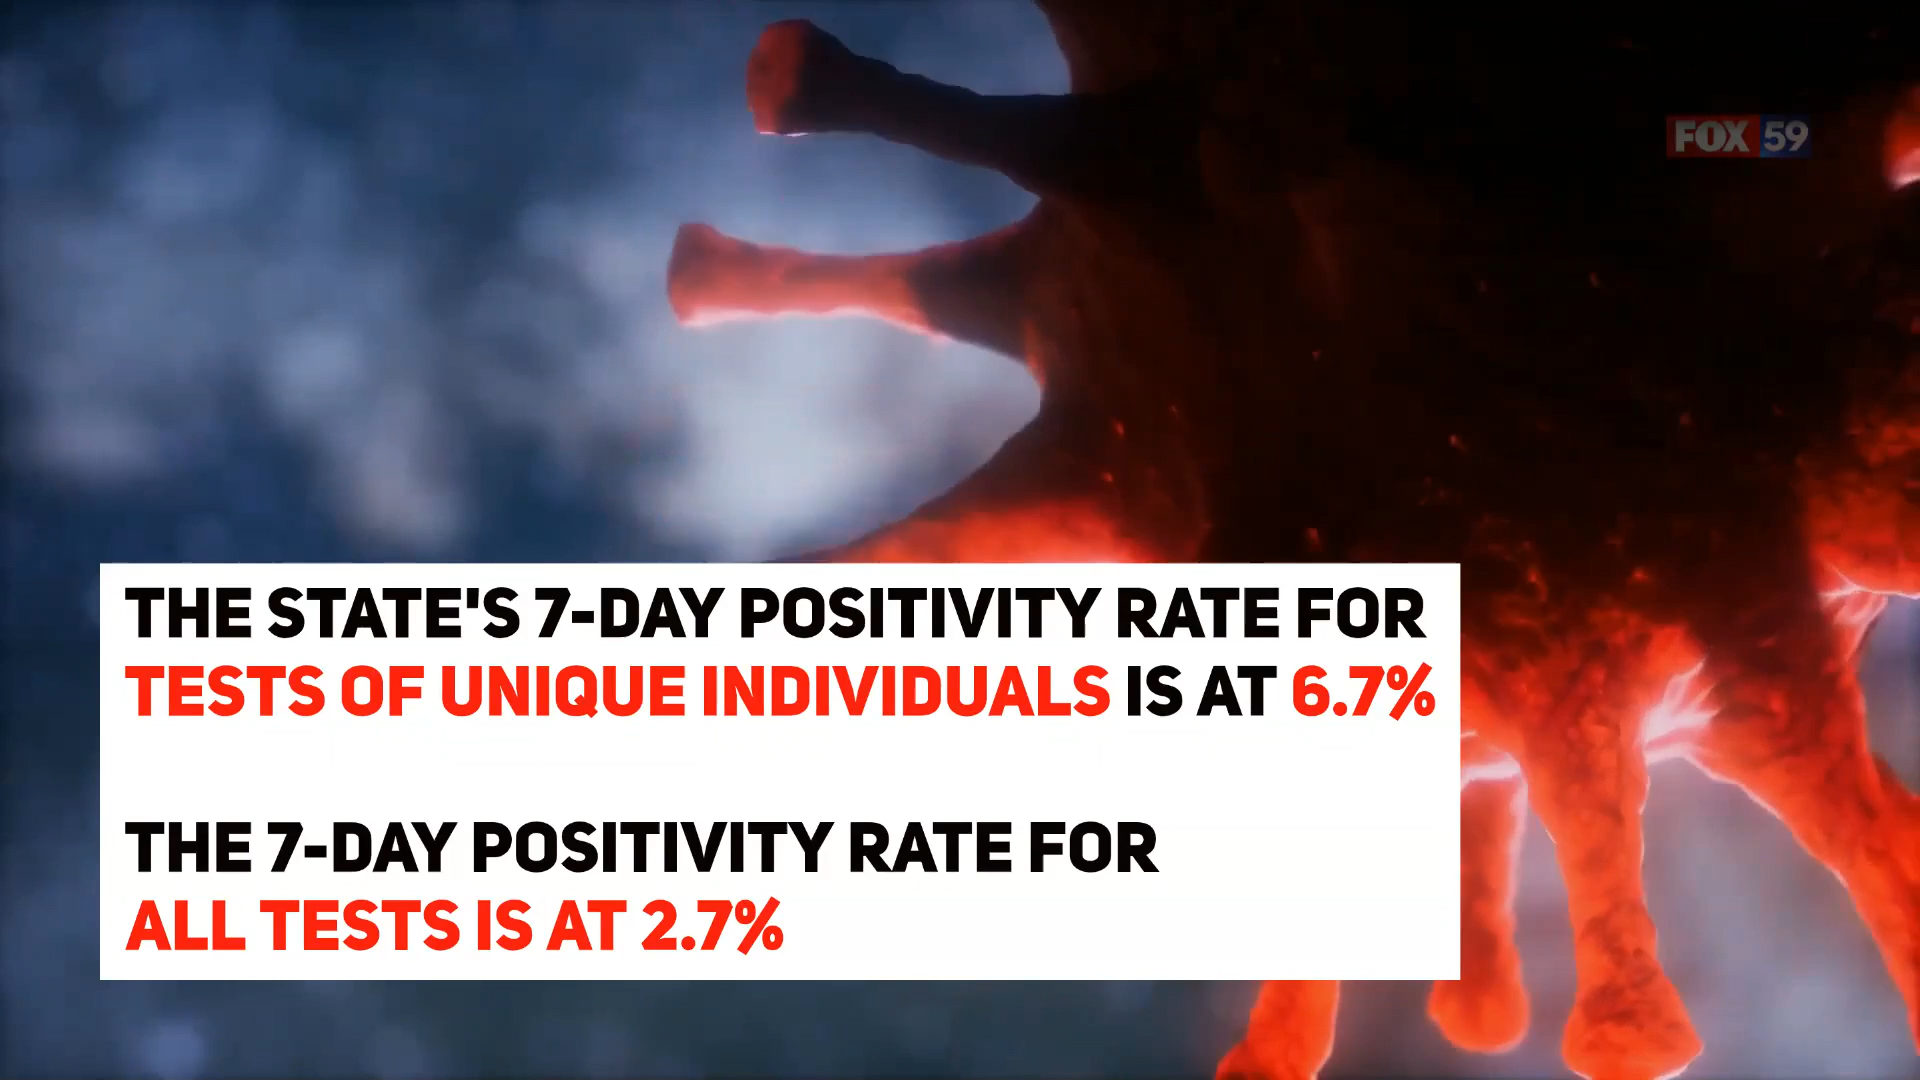 FOX 59
THE STATE'S 7-DAY POSITIVITY RATE FOR
TESTS OF UNIQUE INDIVIDUALS IS AT 6.7%
THE 7-DAY POSITIVITY RATE FOR
ALL TESTS IS AT 2.7%